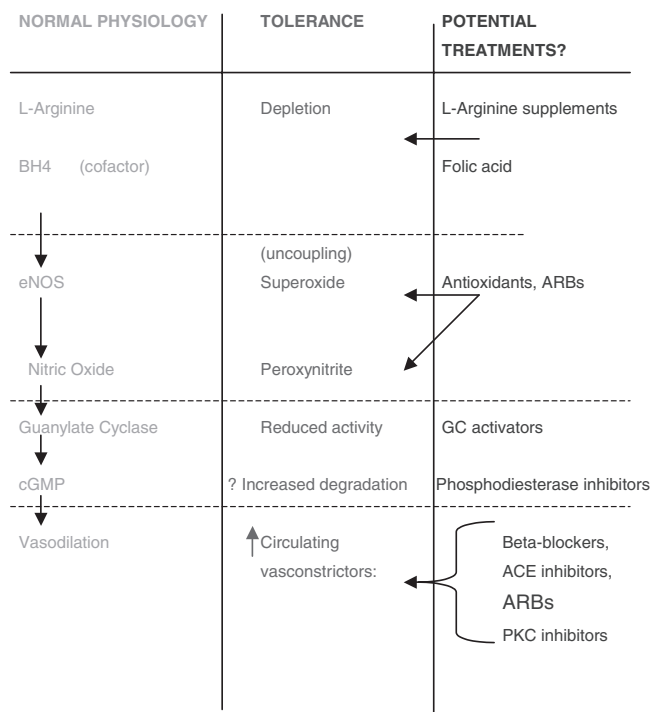 NORMAL PHYSIOLOGY TOLERANCE POTENTIAL
TREATMENTS?
L-Arginine Depletion L-Arginine supplements
BH4 (cofactor) Folic acid
(uncoupling)
eNOS Superoxide Antioxidants, ARBs
Nitric Oxide Peroxynitrite
Guanylate Cyclase Reduced activity GC activators
cGMP ? Increased degradation Phosphodiesterase inhibitors
Vasodilation Circulating Beta-blockers,
vasconstrictors: ACE inhibitors,
ARBs
PKC inhibitors